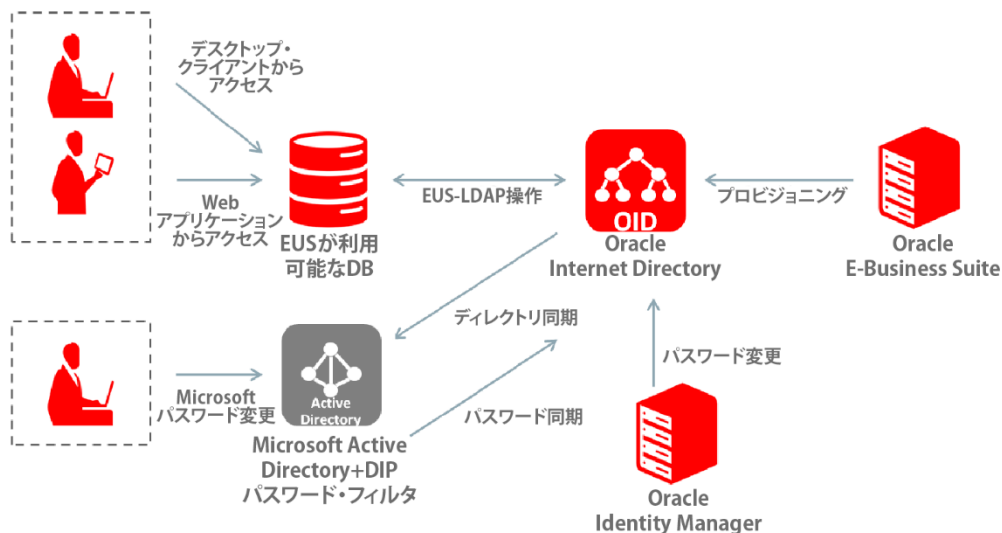 デスクトップ・
クライアントから
アクセス
Web
アプリケーション
からアクセス
EUSが利用
可能なDB
EUS-LDAP操作
OID
Oracle
Internet Directory
プロビジョニング
Oracle
E-Business Suite
ディレクトリ同期
パスワード変更
Microsoft
パスワード変更
Active
Directory
パスワード同期
Microsoft Active
Directory+DIP
パスワード・フィルタ
Oracle
Identity Manager